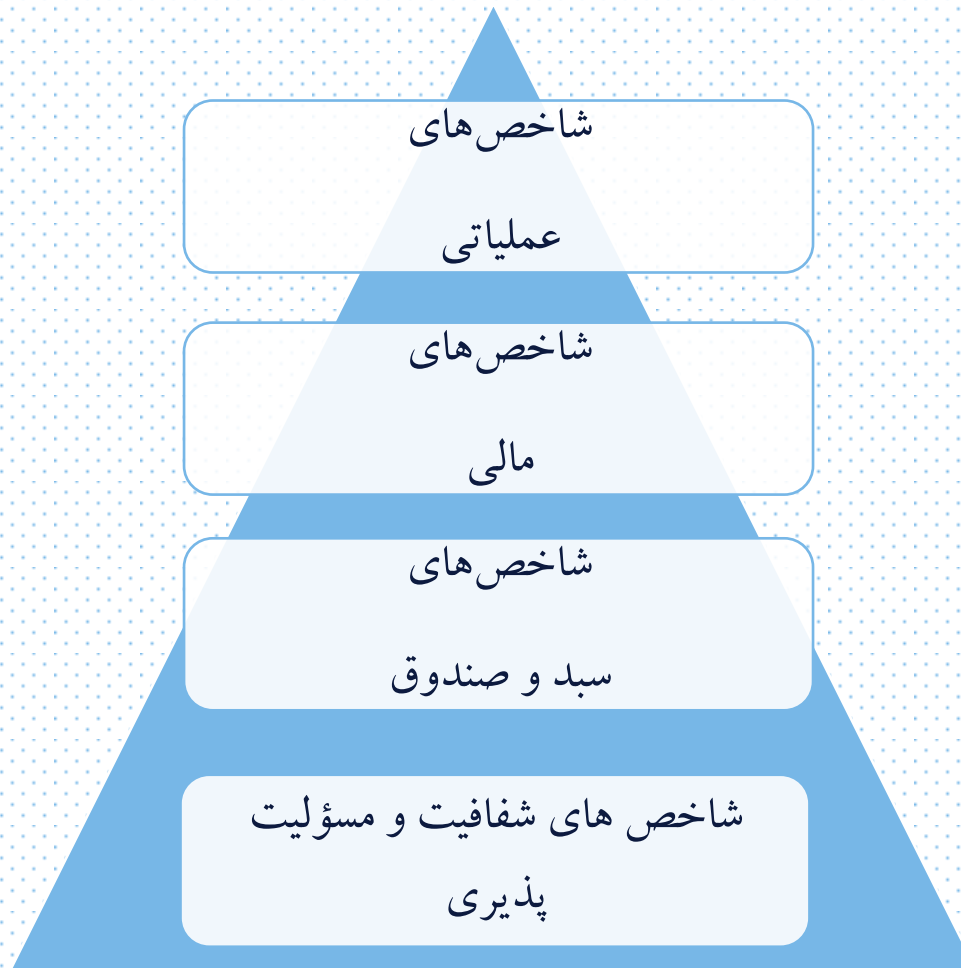 شاخص‌های
عملیاتی
شاخص‌های
مالی
شاخص‌های
سبد و صندوق
شاخص های شفافیت و مسؤلیت
پذیری